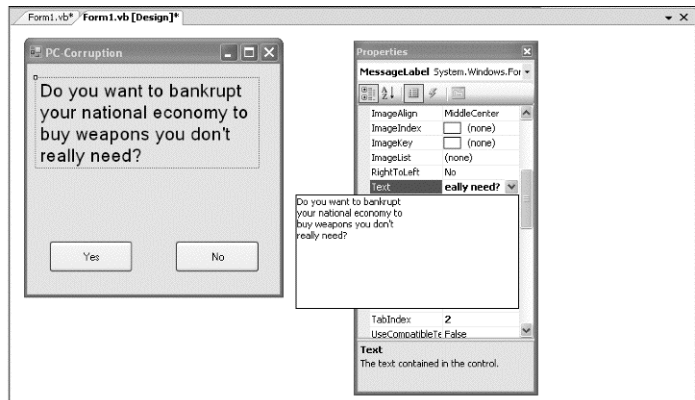 Form1.vb* Form1.vb [Design]*
PC-Corruption
Do you want to bankrupt
your national economy to
buy weapons you don't
really need?
Yes No
Properties
MessageLabel System.Windows.For
ImageAlign MiddleCenter
ImageIndex (none)
ImageKey (none)
ImageList (none)
RightToLeft No
Text eally need?
Do you want to bankrupt
your national economy to
buy weapons you don't
really need?
TabIndex 2
UseCompatibleTe False
Text
The text contained in the control.